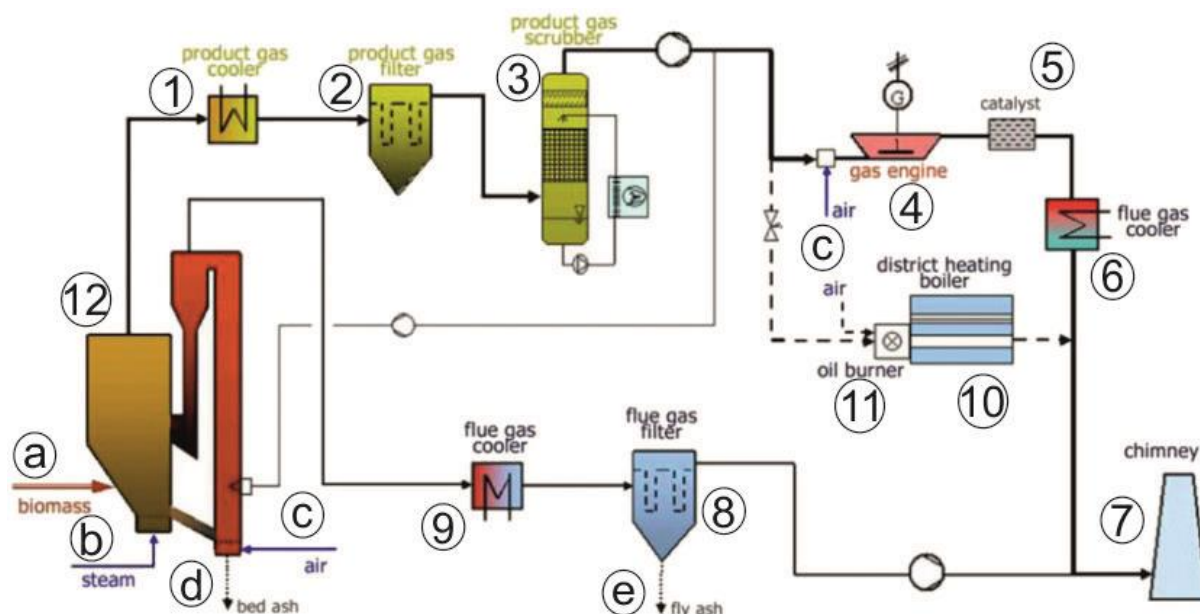 product gas
cooler
1
product gas
filter
2
product gas
scrubber
3
5
catalyst
G
gas engine
4
air
c
flue gas
cooler
6
12
district heating
boiler
air
oil burner
11
10
a
biomass
b
steam
c
air
d
bed ash
flue gas
cooler
9
flue gas
filter
8
e
fly ash
chimney
7